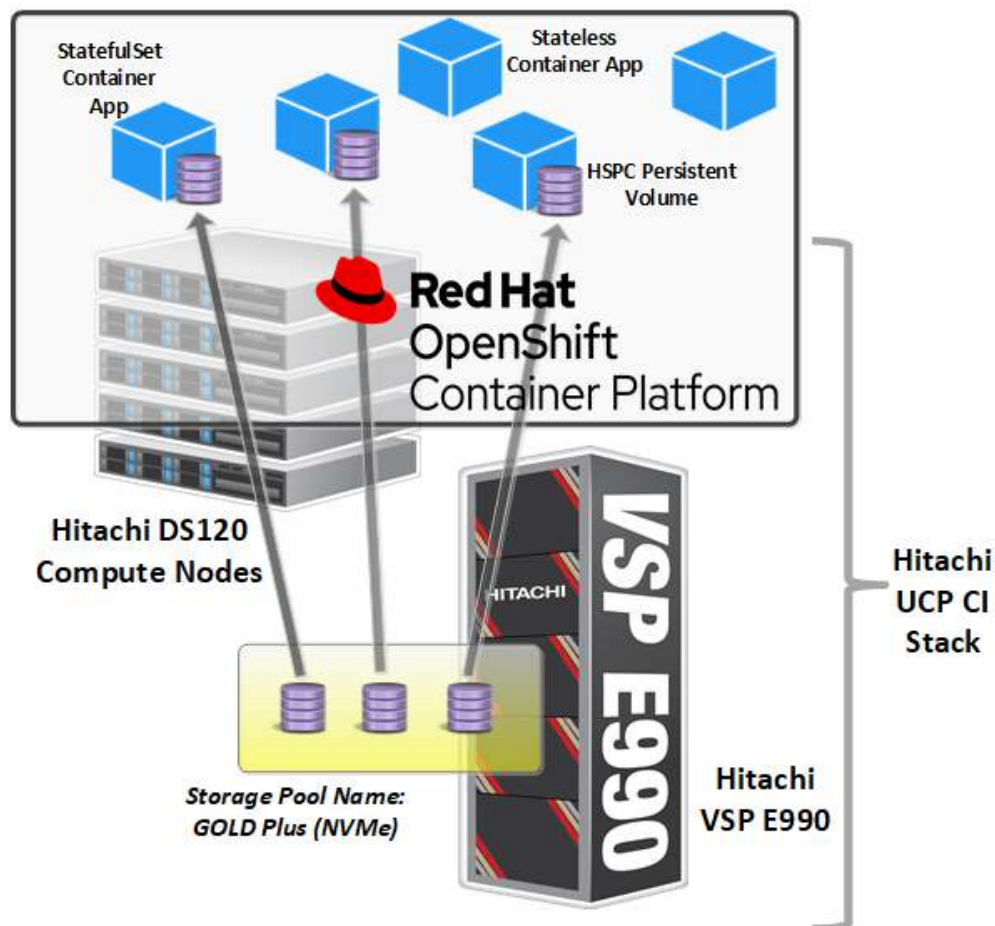 StatefulSet
Container
App
Stateless
Container App
HSPC Persistent
Volume
Red Hat
OpenShift
Container Platform
Hitachi DS120
Compute Nodes
HITACHI
VSP E990
Hitachi
UCP CI
Stack
Storage Pool Name:
GOLD Plus (NVMe)
Hitachi
VSP E990